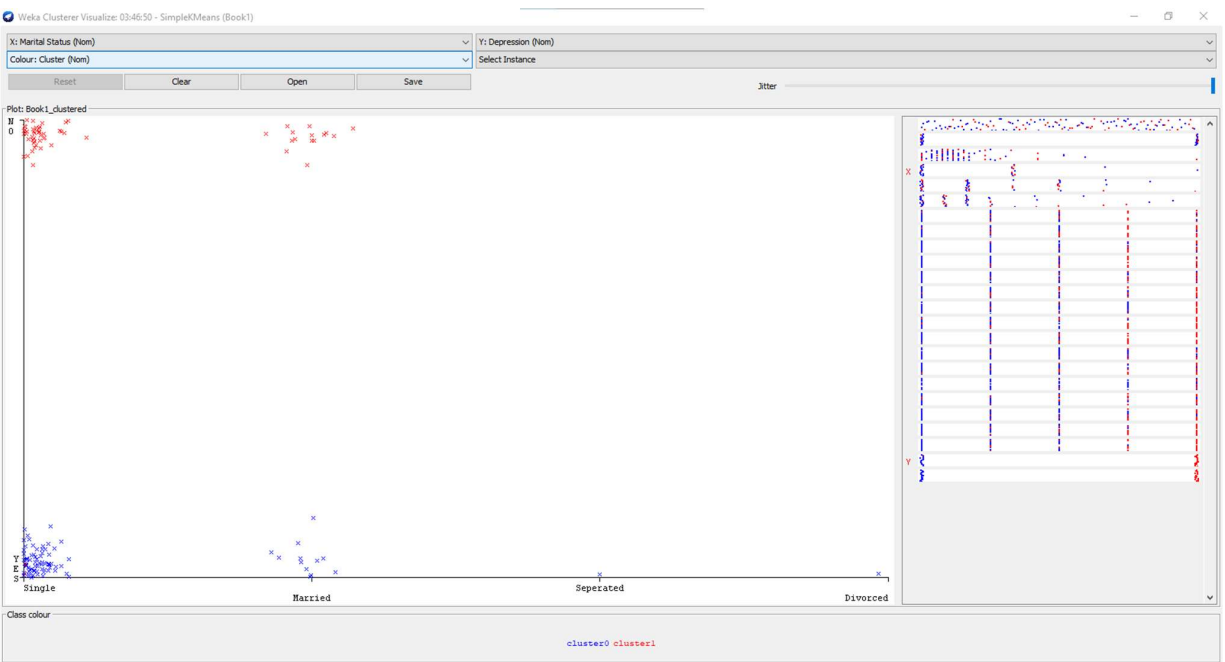 Weka Clusterer Visualize: 03:46:50 - SimpleKMeans (Book1)
X: Marital Status (Nom)
Y: Depression (Nom)
Colour: Cluster (Nom)
Select Instance
Reset
Clear
Open
Save
Jitter
Plot: Book1_clustered
N
O
X
Y
Y
E
S
Single
Married
Seperated
Divorced
Class colour
cluster0 cluster1